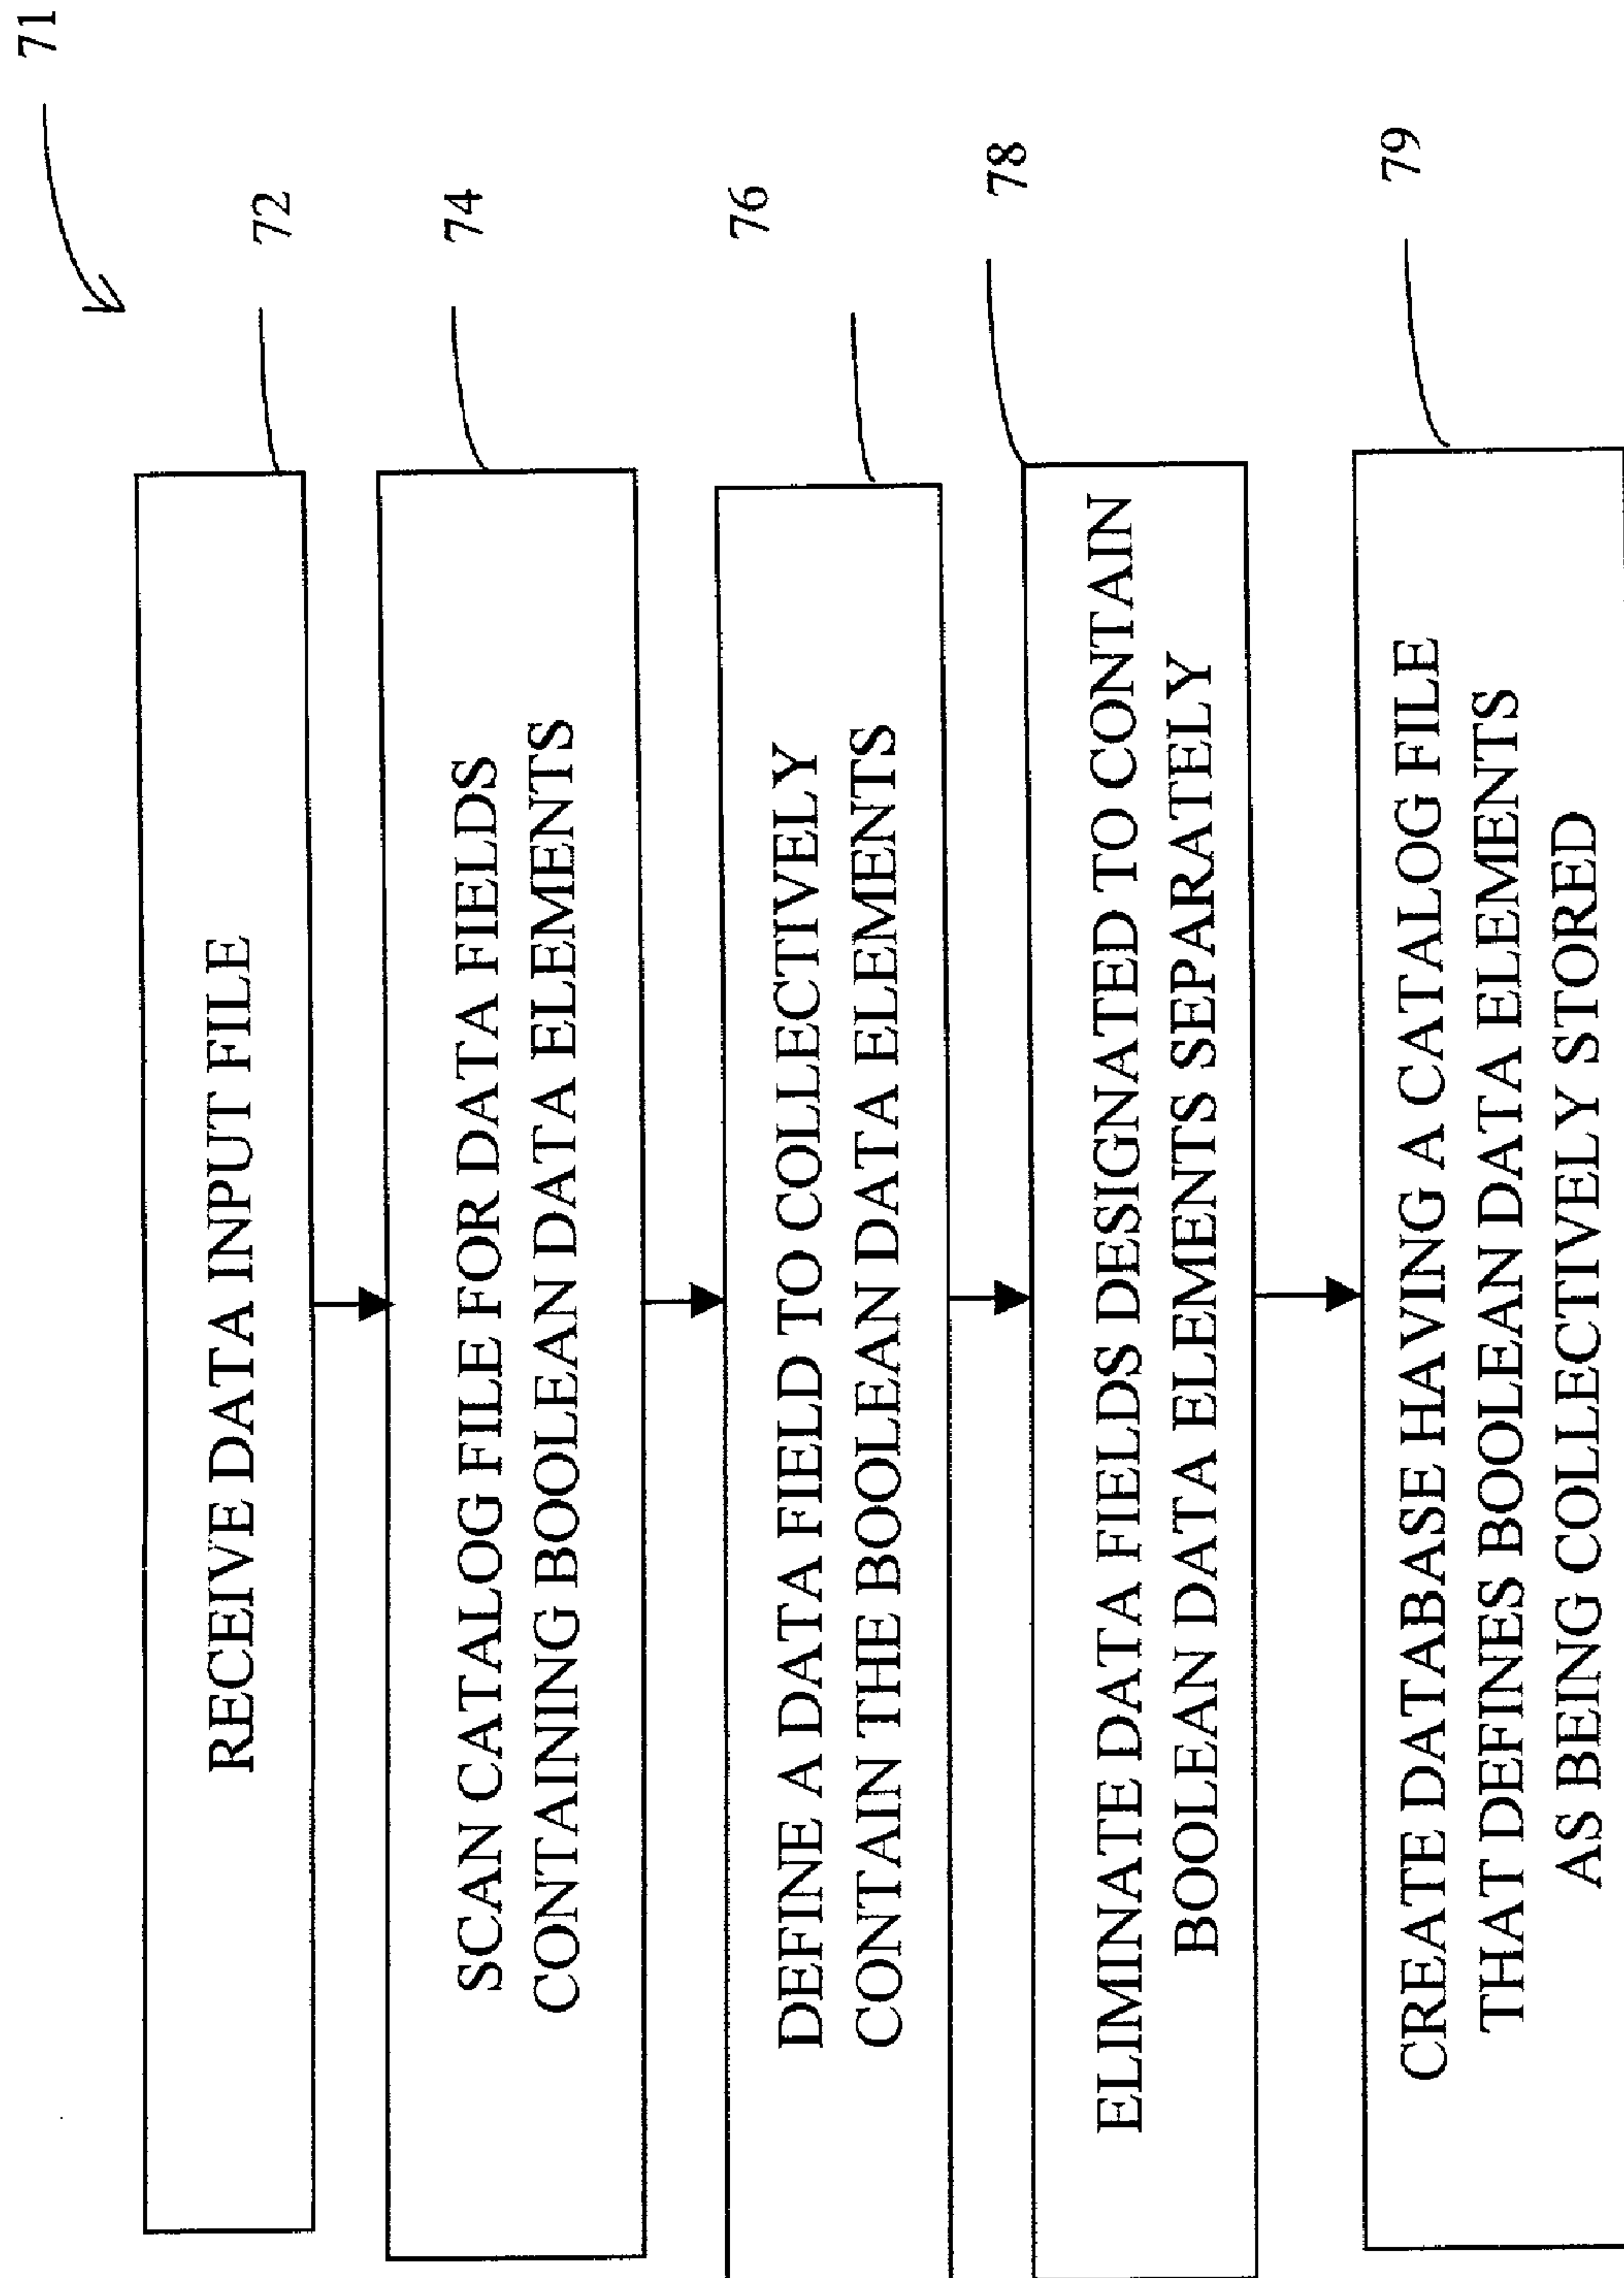 71
72
RECEIVE DATA INPUT FILE
74
SCAN CATALOG FILE FOR DATA FIELDS
CONTAINING BOOLEAN DATA ELEMENTS
76
DEFINE A DATA FIELD TO COLLECTIVELY
CONTAIN THE BOOLEAN DATA ELEMENTS
78
ELIMINATE DATA FIELDS DESIGNATED TO CONTAIN
BOOLEAN DATA ELEMENTS SEPARATELY
79
CREATE DATABASE HAVING A CATALOG FILE
THAT DEFINES BOOLEAN DATA ELEMENTS
AS BEING COLLECTIVELY STORED